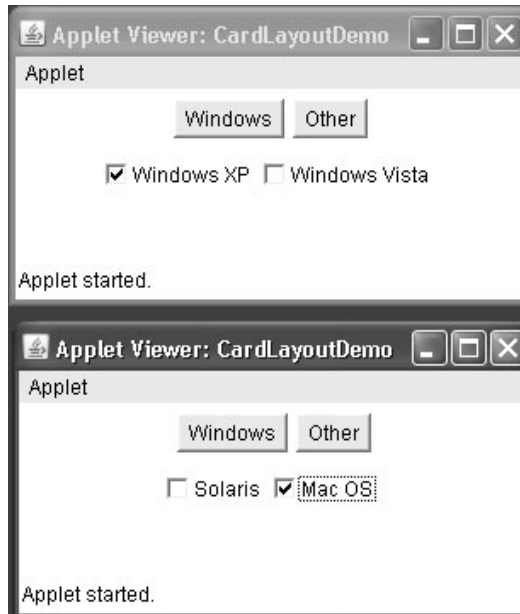 Applet Viewer: CardLayoutDemo
Applet
Windows Other
Windows XP Windows Vista
Applet started.
Applet Viewer: CardLayoutDemo
Applet
Windows Other
Solaris Mac OS
Applet started.